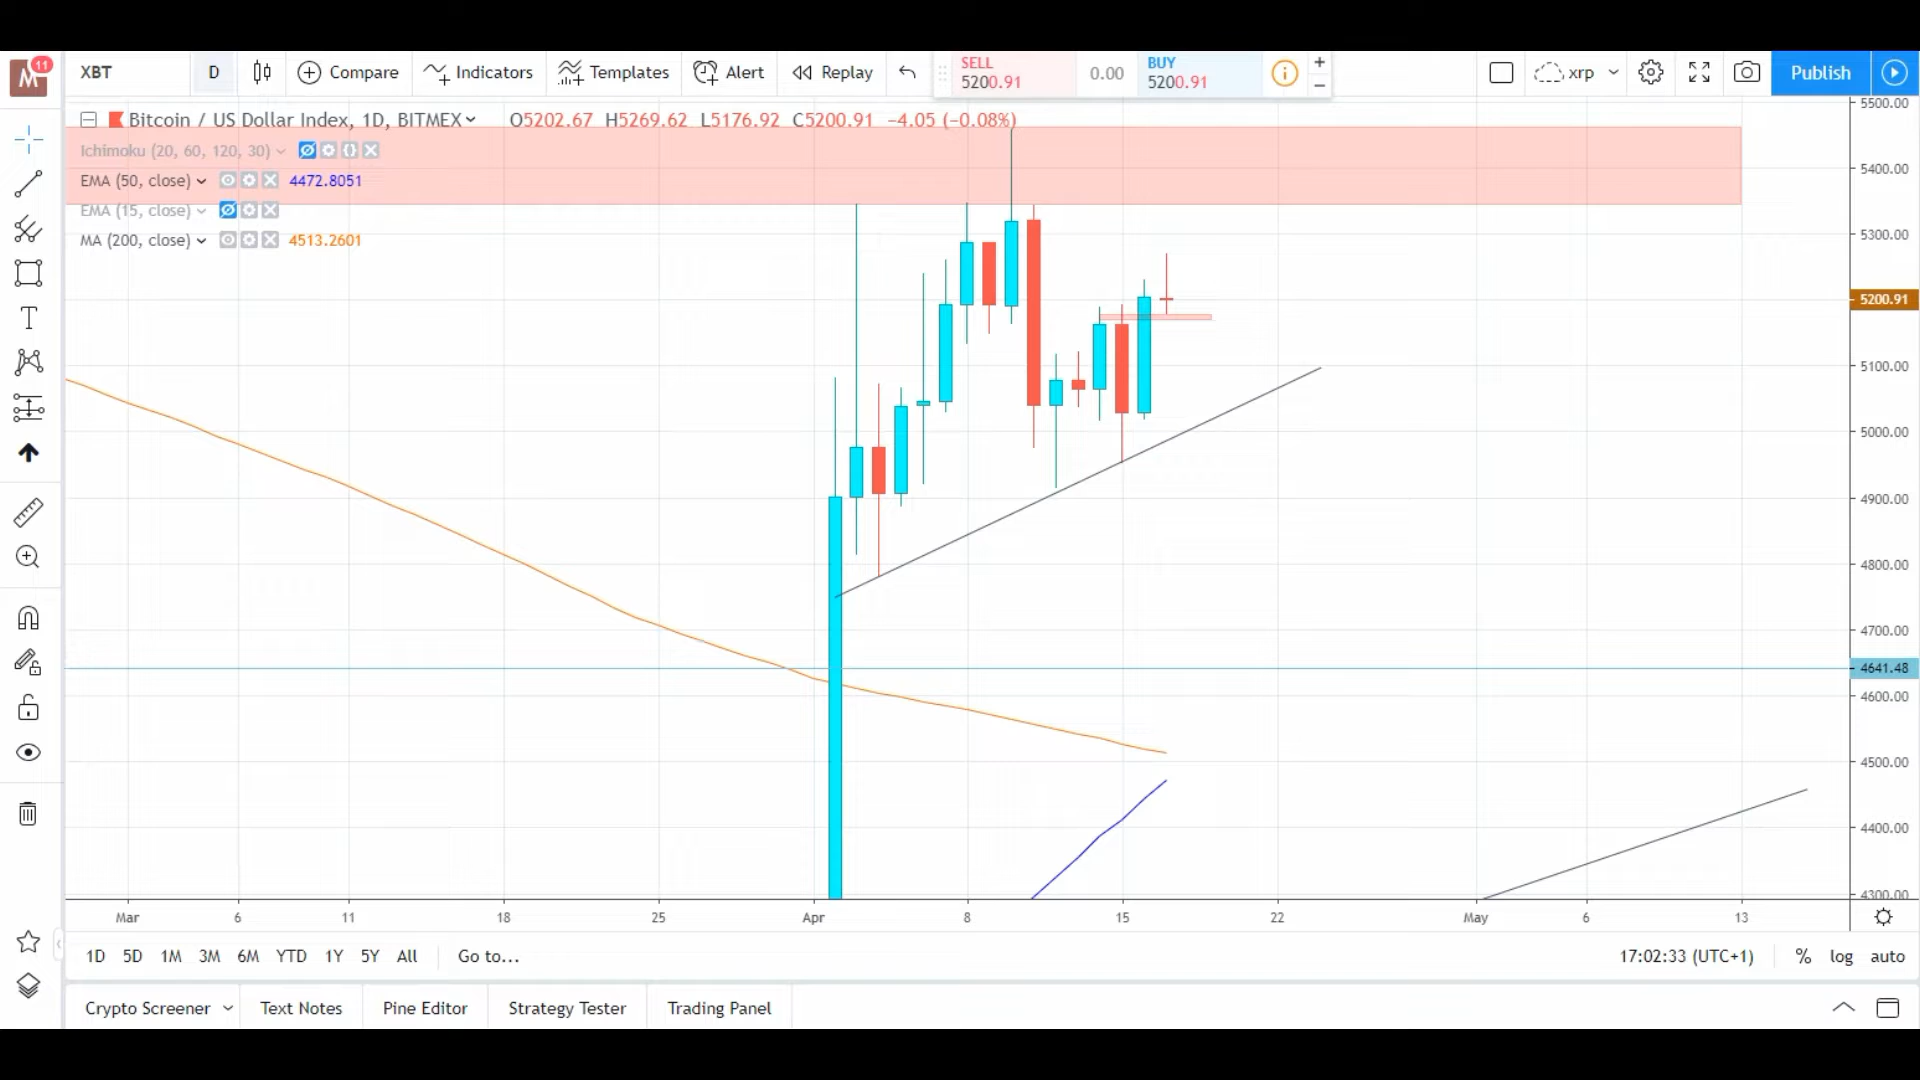 M 11 XBT D Compare Indicators Templates Alert Replay SELL 5200.91 0.00 BUY 5200.91 xrp Publish
Bitcoin / US Dollar Index, 1D, BITMEX O5202.67 H5269.62 L5176.92 C5200.91 −4.05 (−0.08%)
Ichimoku (20, 60, 120, 30)
EMA (50, close) 4472.8051
EMA (15, close)
MA (200, close) 4513.2601
5500.00
5400.00
5300.00
5200.91
5100.00
5000.00
4900.00
4800.00
4700.00
4641.48
4600.00
4500.00
4400.00
4300.00
Mar 6 11 18 25 Apr 8 15 22 May 6 13
1D 5D 1M 3M 6M YTD 1Y 5Y All Go to... 17:02:33 (UTC+1) % log auto
Crypto Screener Text Notes Pine Editor Strategy Tester Trading Panel